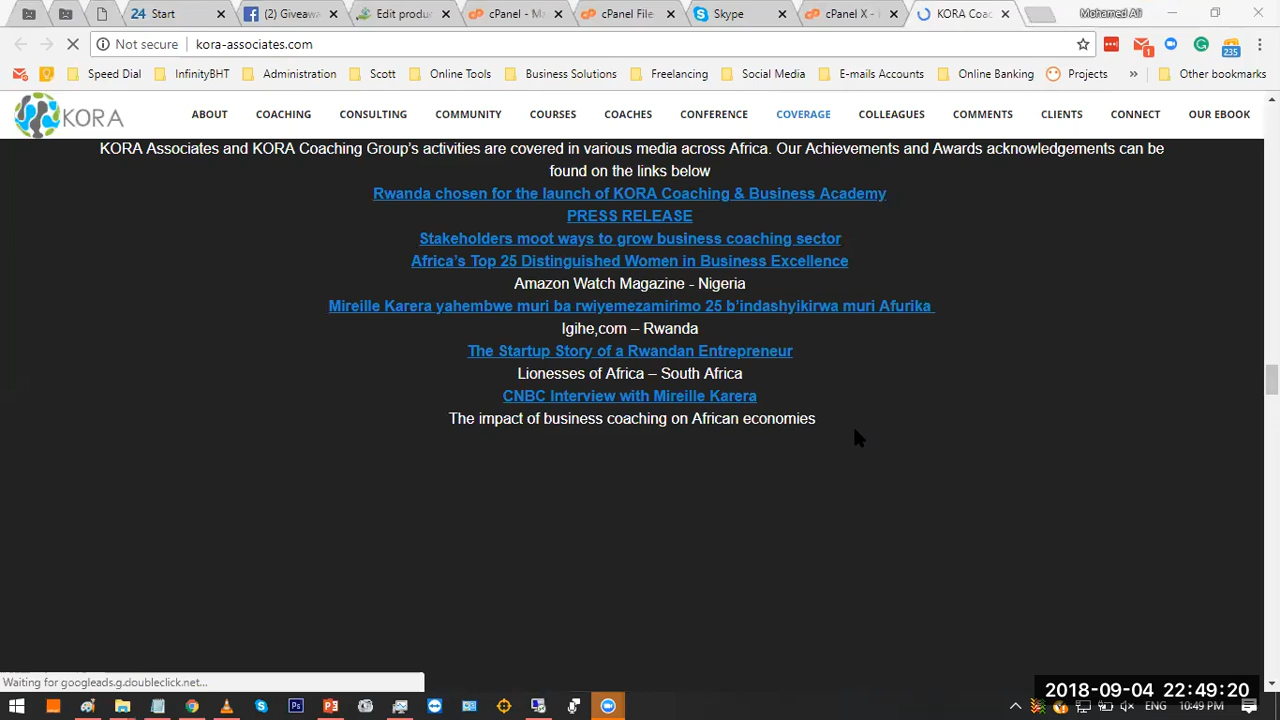 24 Start
(2) Giveaw
Edit produ
cPanel - M
cPanel File
Skype
cPanel X -
KORA Coac
Mohamed Ali
Not secure
kora-associates.com
1
235
Speed Dial
InfinityBHT
Administration
Scott
Online Tools
Business Solutions
Freelancing
Social Media
E-mails Accounts
Online Banking
Projects
»
Other bookmarks
KORA
ABOUT
COACHING
CONSULTING
COMMUNITY
COURSES
COACHES
CONFERENCE
COVERAGE
COLLEAGUES
COMMENTS
CLIENTS
CONNECT
OUR EBOOK
KORA Associates and KORA Coaching Group's activities are covered in various media across Africa. Our Achievements and Awards acknowledgements can be
found on the links below
Rwanda chosen for the launch of KORA Coaching & Business Academy
PRESS RELEASE
Stakeholders moot ways to grow business coaching sector
Africa's Top 25 Distinguished Women in Business Excellence
Amazon Watch Magazine - Nigeria
Mireille Karera yahembwe muri ba rwiyemezamirimo 25 b'indashyikirwa muri Afurika
Igihe,com – Rwanda
The Startup Story of a Rwandan Entrepreneur
Lionesses of Africa – South Africa
CNBC Interview with Mireille Karera
The impact of business coaching on African economies
Waiting for googleads.g.doubleclick.net...
2018-09-04 22:49:20
ENG
10:49 PM